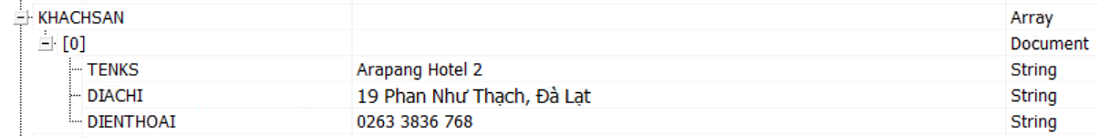 KHACHSAN Array
[0] Document
TENKS Arapang Hotel 2 String
DIACHI 19 Phan Như Thạch, Đà Lạt String
DIENTHOAI 0263 3836 768 String